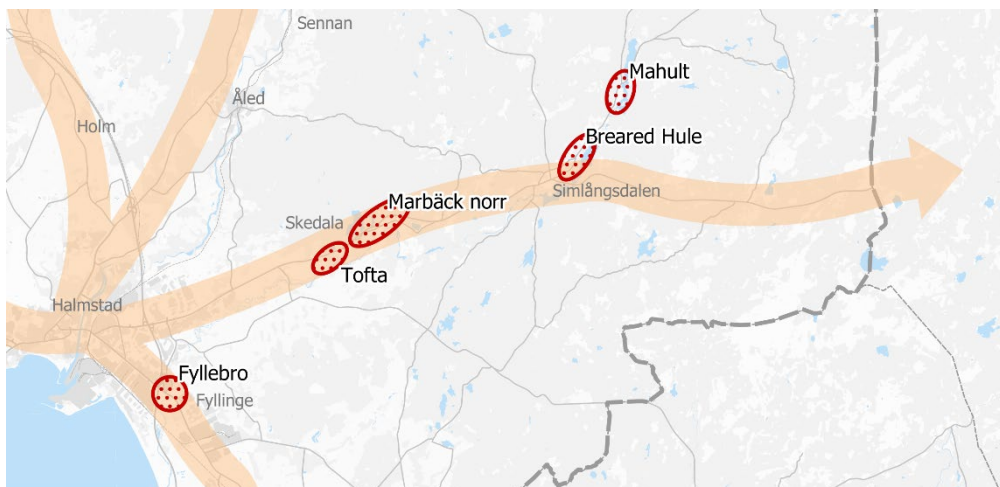 Sennan
Mahult
Åled
Holm
Breared Hule
Simlångsdalen
Marbäck norr
Skedala
Tofta
Halmstad
Fyllebro
Fyllinge